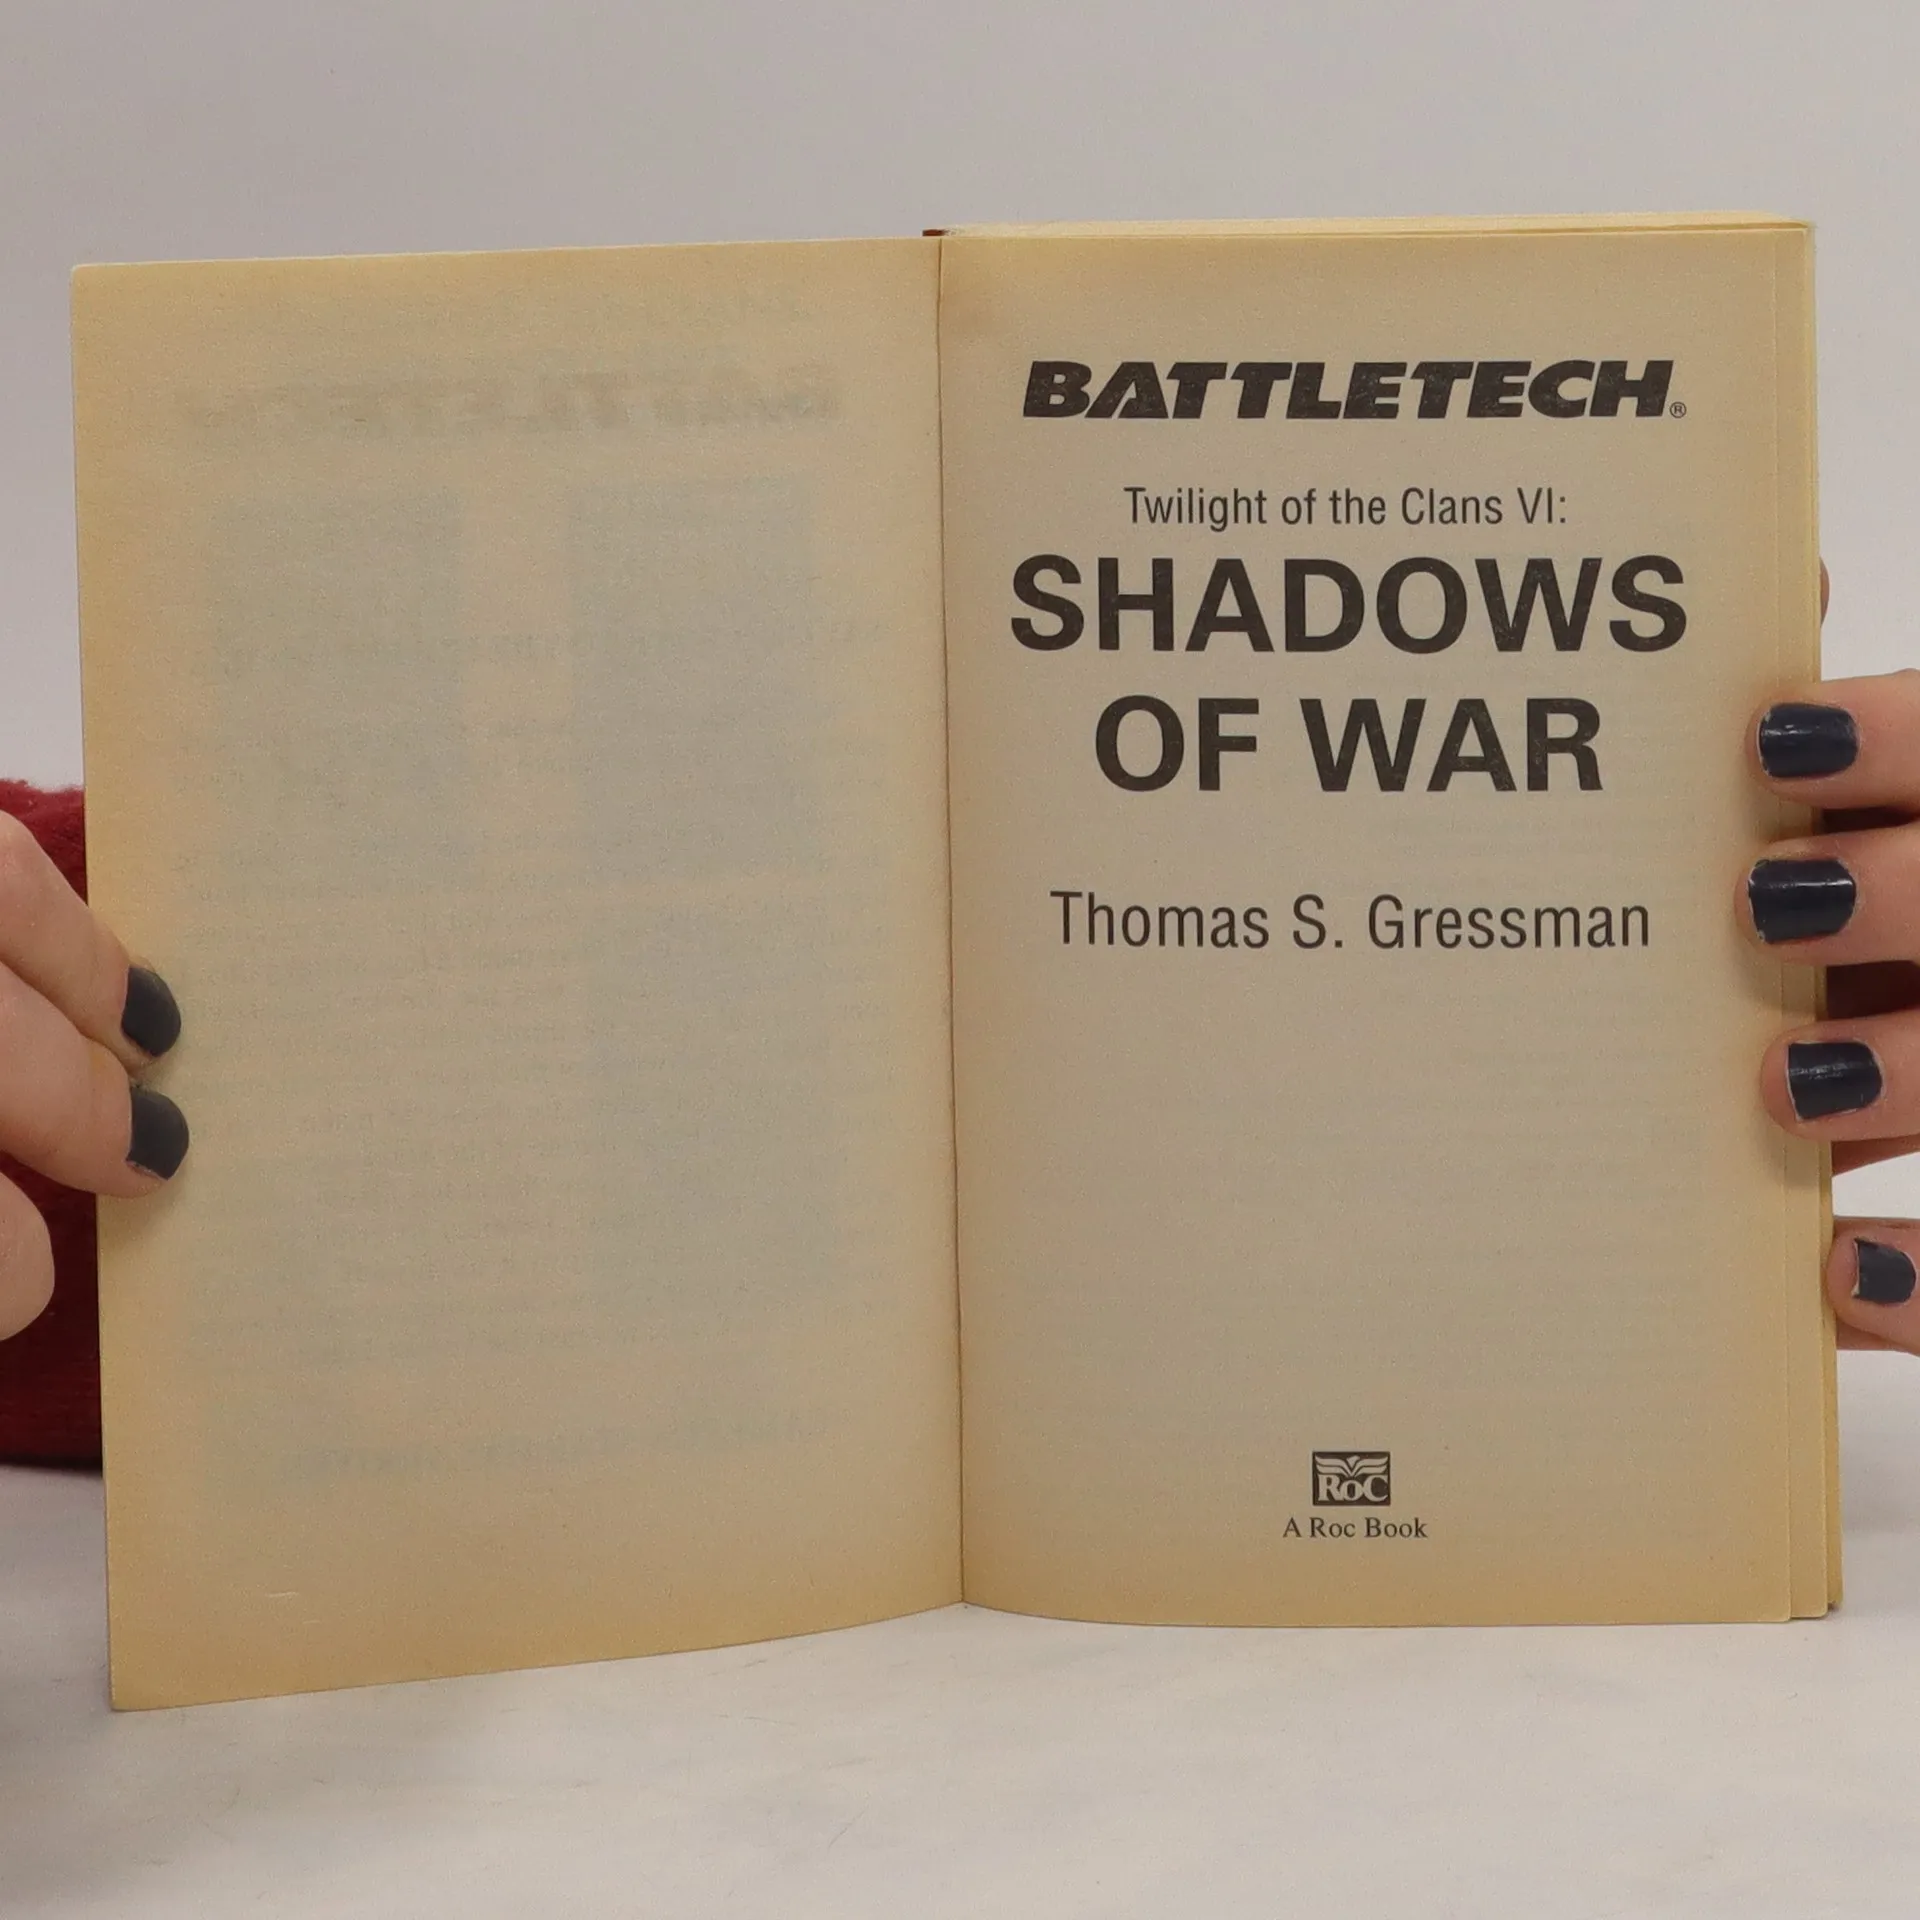 BATTLETECH®
Twilight of the Clans VI:
SHADOWS
OF WAR
Thomas S. Gressman
ROC
A Roc Book